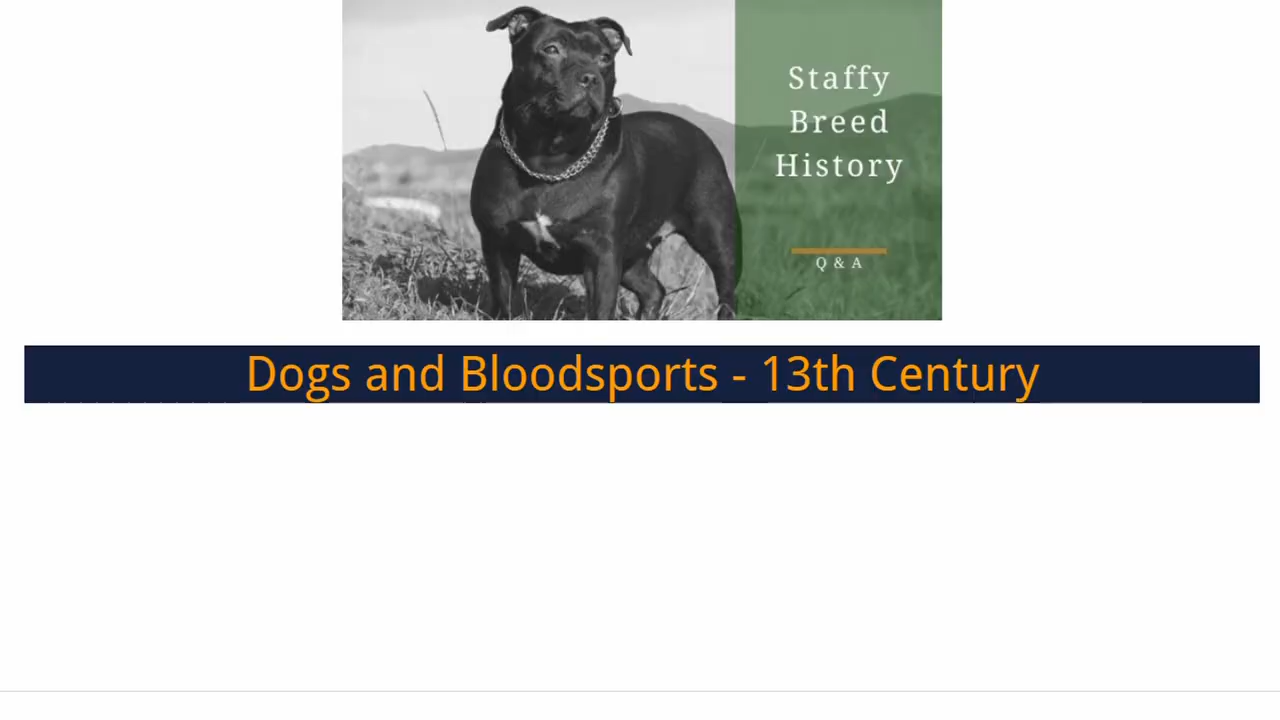 Staffy
Breed
History
Q & A
Dogs and Bloodsports - 13th Century